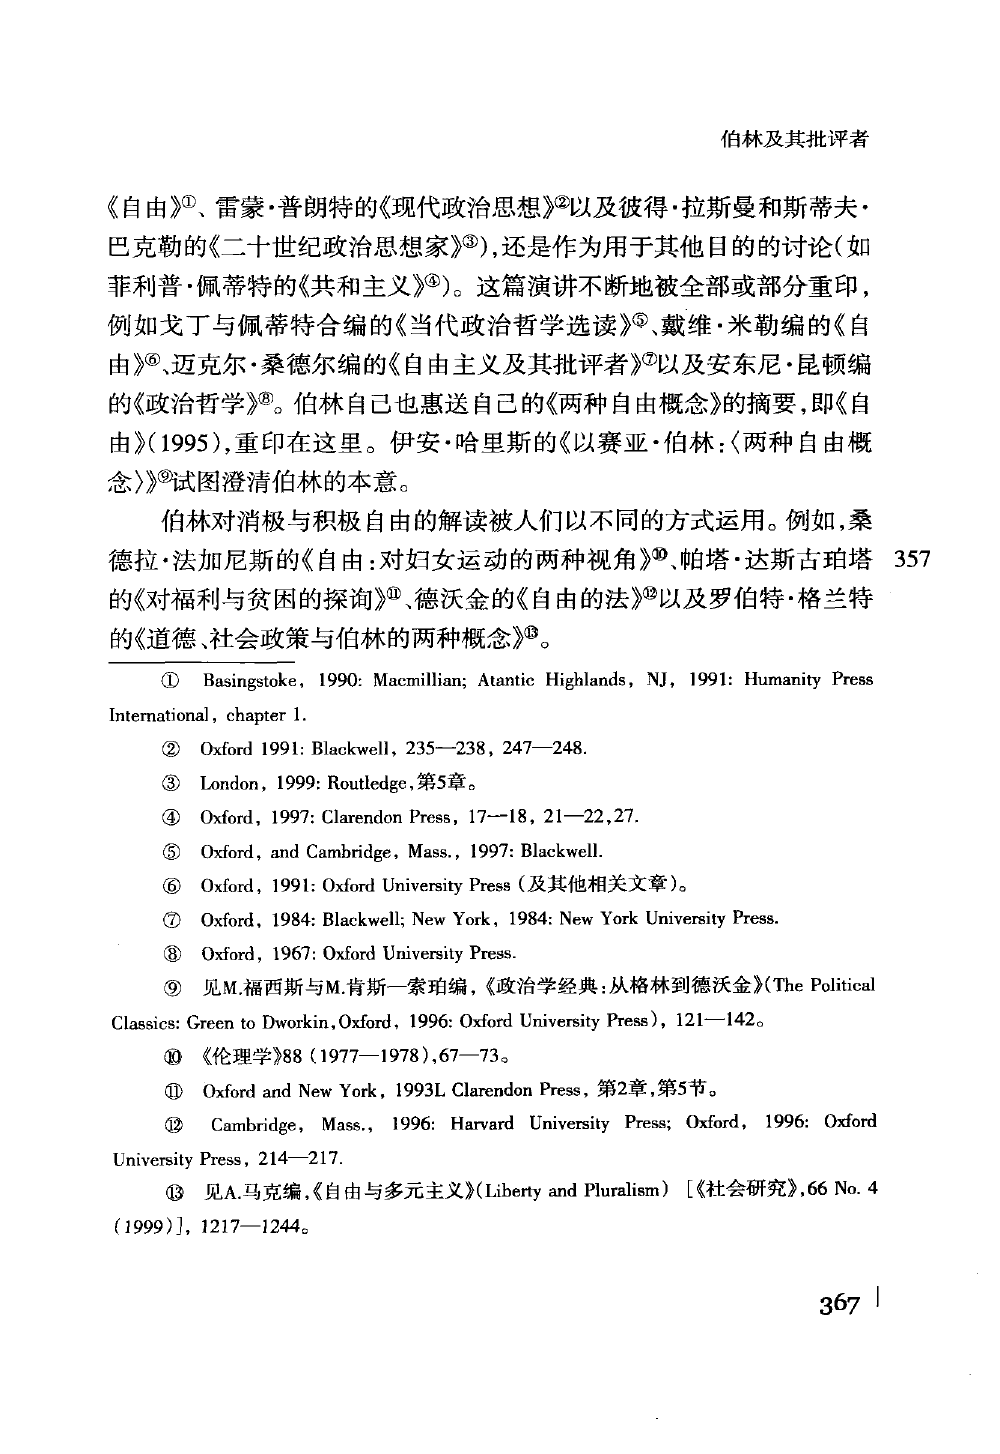 伯林及其批评者
《自由》①、雷蒙·普朗特的《现代政治思想》②以及彼得·拉斯曼和斯蒂夫·
巴克勒的《二十世纪政治思想家》③),还是作为用于其他目的的讨论(如
菲利普·佩蒂特的《共和主义》④)。这篇演讲不断地被全部或部分重印,
例如戈丁与佩蒂特合编的《当代政治哲学选读》⑤、戴维·米勒编的《自
由》⑥、迈克尔·桑德尔编的《自由主义及其批评者》⑦以及安东尼·昆顿编
的《政治哲学》⑧。伯林自己也惠送自己的《两种自由概念》的摘要,即《自
由》(1995),重印在这里。伊安·哈里斯的《以赛亚·伯林:〈两种自由概
念〉》⑨试图澄清伯林的本意。
伯林对消极与积极自由的解读被人们以不同的方式运用。例如,桑
德拉·法加尼斯的《自由:对妇女运动的两种视角》⑩、帕塔·达斯古珀塔 357
的《对福利与贫困的探询》⑪、德沃金的《自由的法》⑫以及罗伯特·格兰特
的《道德、社会政策与伯林的两种概念》⑬。
① Basingstoke, 1990: Macmillian; Atantic Highlands, NJ, 1991: Humanity Press
International, chapter 1.
② Oxford 1991: Blackwell, 235—238, 247—248.
③ London, 1999: Routledge,第5章。
④ Oxford, 1997: Clarendon Press, 17—18, 21—22,27.
⑤ Oxford, and Cambridge, Mass., 1997: Blackwell.
⑥ Oxford, 1991: Oxford University Press (及其他相关文章)。
⑦ Oxford, 1984: Blackwell; New York, 1984: New York University Press.
⑧ Oxford, 1967: Oxford University Press.
⑨ 见M.福西斯与M.肯斯—索珀编,《政治学经典:从格林到德沃金》(The Political
Classics: Green to Dworkin,Oxford, 1996: Oxford University Press), 121—142。
⑩ 《伦理学》88 (1977—1978),67—73。
⑪ Oxford and New York, 1993L Clarendon Press, 第2章,第5节。
⑫ Cambridge, Mass., 1996: Harvard University Press; Oxford, 1996: Oxford
University Press, 214—217.
⑬ 见A.马克编,《自由与多元主义》(Liberty and Pluralism) [《社会研究》,66 No. 4
(1999)], 1217—1244。
367